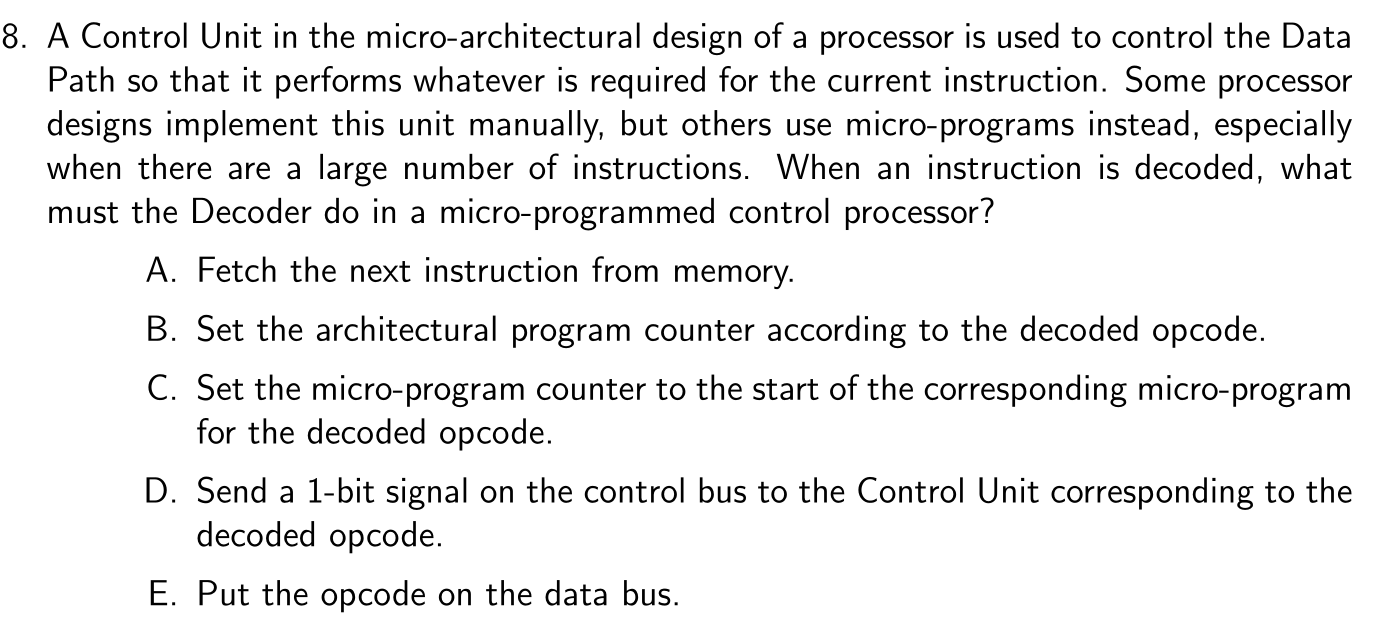 8. A Control Unit in the micro-architectural design of a processor is used to control the Data
Path so that it performs whatever is required for the current instruction. Some processor
designs implement this unit manually, but others use micro-programs instead, especially
when there are a large number of instructions. When an instruction is decoded, what
must the Decoder do in a micro-programmed control processor?
A. Fetch the next instruction from memory.
B. Set the architectural program counter according to the decoded opcode.
C. Set the micro-program counter to the start of the corresponding micro-program
for the decoded opcode.
D. Send a 1-bit signal on the control bus to the Control Unit corresponding to the
decoded opcode.
E. Put the opcode on the data bus.